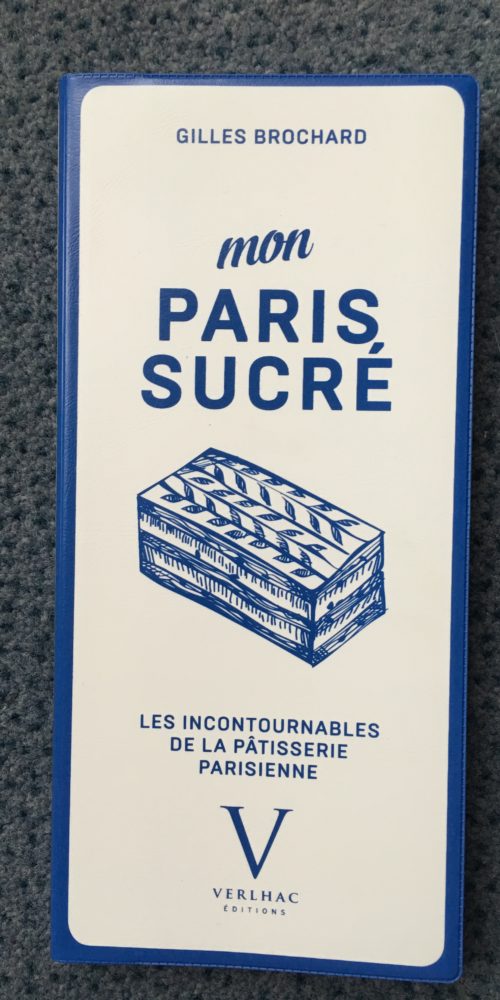 GILLES BROCHARD
mon
PARIS
SUCRÉ
LES INCONTOURNABLES
DE LA PÂTISSERIE
PARISIENNE
V
VERLHAC
ÉDITIONS